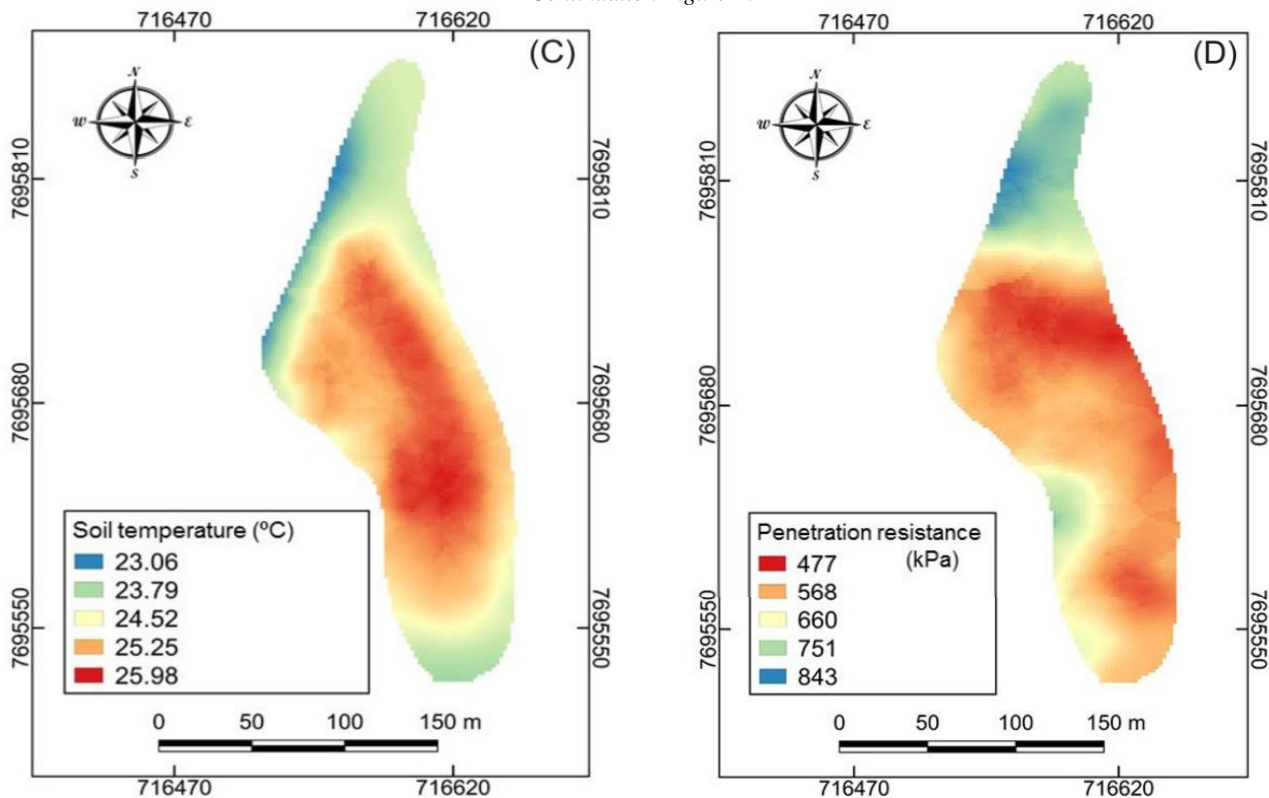 716470 716620
(C)
N
W E
S
7695810 7695810
7695680 7695680
7695550 7695550
Soil temperature (ºC)
23.06
23.79
24.52
25.25
25.98
0 50 100 150 m
716470 716620
716470 716620
(D)
N
W E
S
7695810 7695810
7695680 7695680
7695550 7695550
Penetration resistance
(kPa)
477
568
660
751
843
0 50 100 150 m
716470 716620